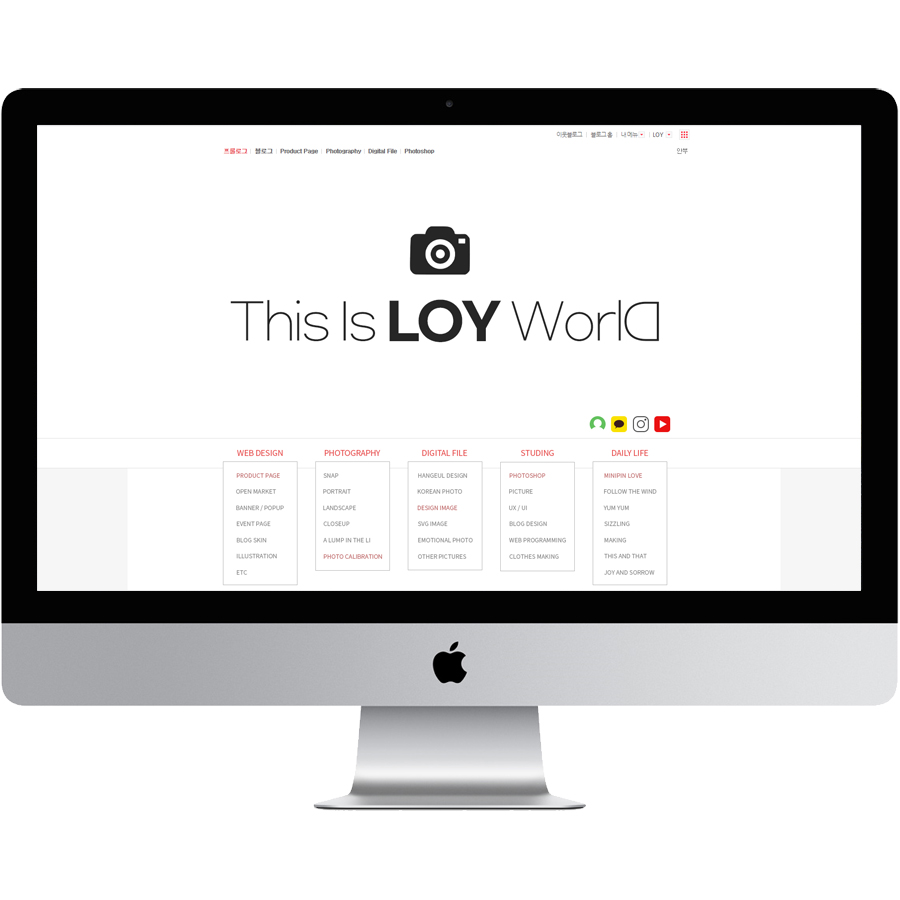 이웃블로그 | 블로그 홈 | 내 메뉴 | LOY
프롤로그 | 블로그 | Product Page | Photography | Digital File | Photoshop 안부
This Is LOY WorlD
WEB DESIGN
PRODUCT PAGE
OPEN MARKET
BANNER / POPUP
EVENT PAGE
BLOG SKIN
ILLUSTRATION
ETC
PHOTOGRAPHY
SNAP
PORTRAIT
LANDSCAPE
CLOSEUP
A LUMP IN THE LI
PHOTO CALIBRATION
DIGITAL FILE
HANGEUL DESIGN
KOREAN PHOTO
DESIGN IMAGE
SVG IMAGE
EMOTIONAL PHOTO
OTHER PICTURES
STUDING
PHOTOSHOP
PICTURE
UX / UI
BLOG DESIGN
WEB PROGRAMMING
CLOTHES MAKING
DAILY LIFE
MINIPIN LOVE
FOLLOW THE WIND
YUM YUM
SIZZLING
MAKING
THIS AND THAT
JOY AND SORROW